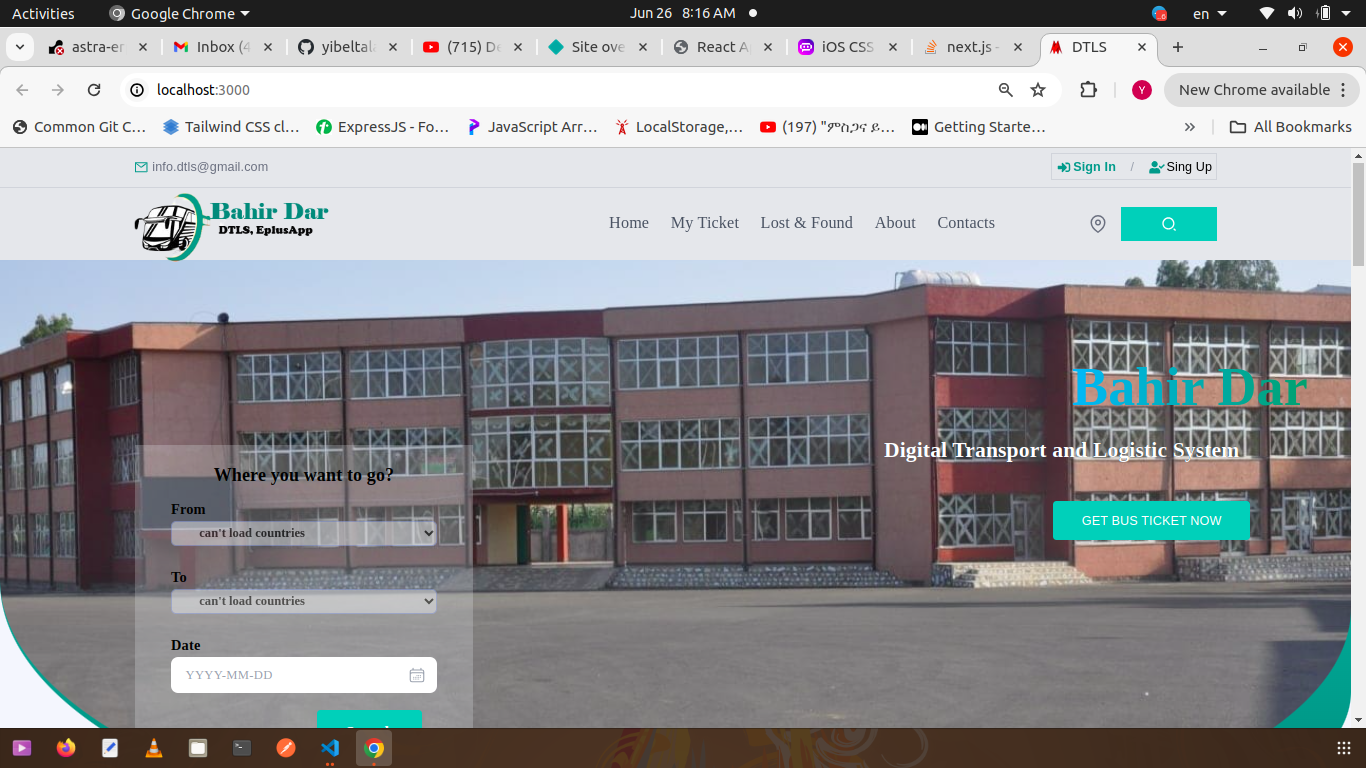 Activities
Google Chrome
Jun 26 8:16 AM
en
astra-en
Inbox (4
yibeltala
(715) De
Site ove
React Ap
iOS CSS
next.js -
DTLS
localhost:3000
Y
New Chrome available
Common Git C…
Tailwind CSS cl…
ExpressJS - Fo…
JavaScript Arr…
LocalStorage,…
(197) "ምስጋና ይ…
Getting Starte…
All Bookmarks
info.dtls@gmail.com
Sign In / Sing Up
Bahir Dar
DTLS, EplusApp
Home
My Ticket
Lost & Found
About
Contacts
Bahir Dar
Digital Transport and Logistic System
GET BUS TICKET NOW
Where you want to go?
From
can't load countries
To
can't load countries
Date
YYYY-MM-DD